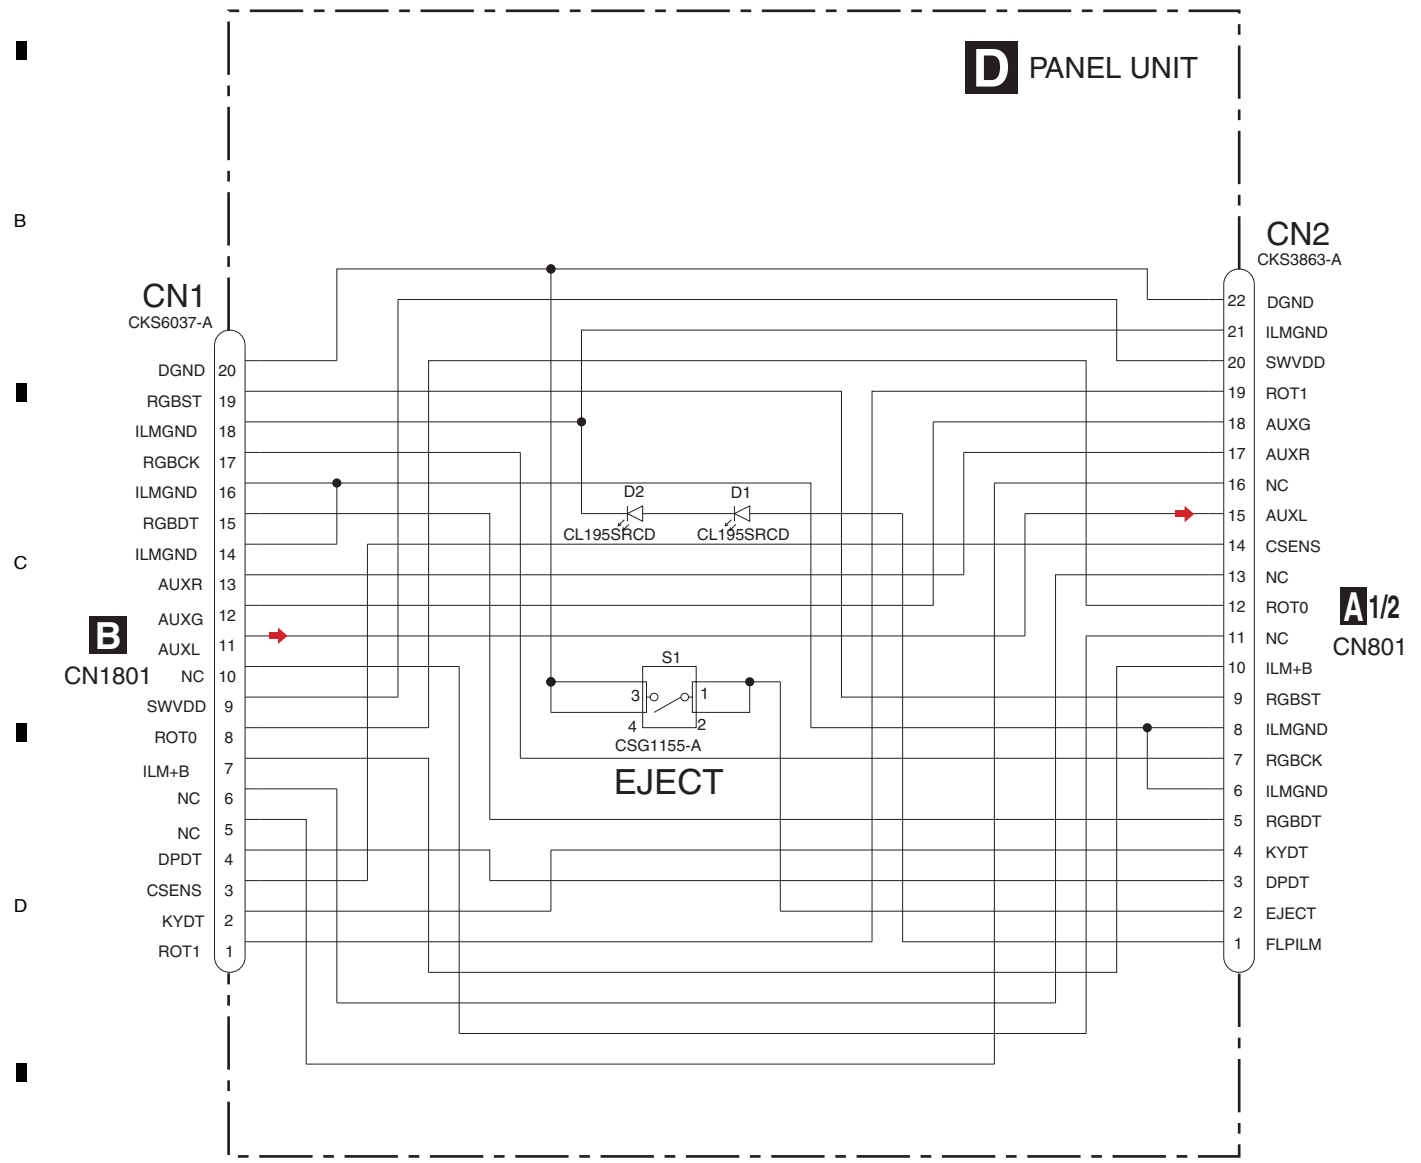 D PANEL UNIT
B
CN2
CKS3863-A
CN1
CKS6037-A
22 DGND
21 ILMGND
20 SWVDD
19 ROT1
18 AUXG
17 AUXR
16 NC
15 AUXL
14 CSENS
13 NC
12 ROT0
11 NC
10 ILM+B
9 RGBST
8 ILMGND
7 RGBCK
6 ILMGND
5 RGBDT
4 KYDT
3 DPDT
2 EJECT
1 FLPILM
DGND 20
RGBST 19
ILMGND 18
RGBCK 17
ILMGND 16
RGBDT 15
ILMGND 14
AUXR 13
AUXG 12
AUXL 11
NC 10
SWVDD 9
ROT0 8
ILM+B 7
NC 6
NC 5
DPDT 4
CSENS 3
KYDT 2
ROT1 1
D2 D1
CL195SRCD CL195SRCD
C
A 1/2
CN801
B
CN1801
S1
3 1
4 2
CSG1155-A
EJECT
D